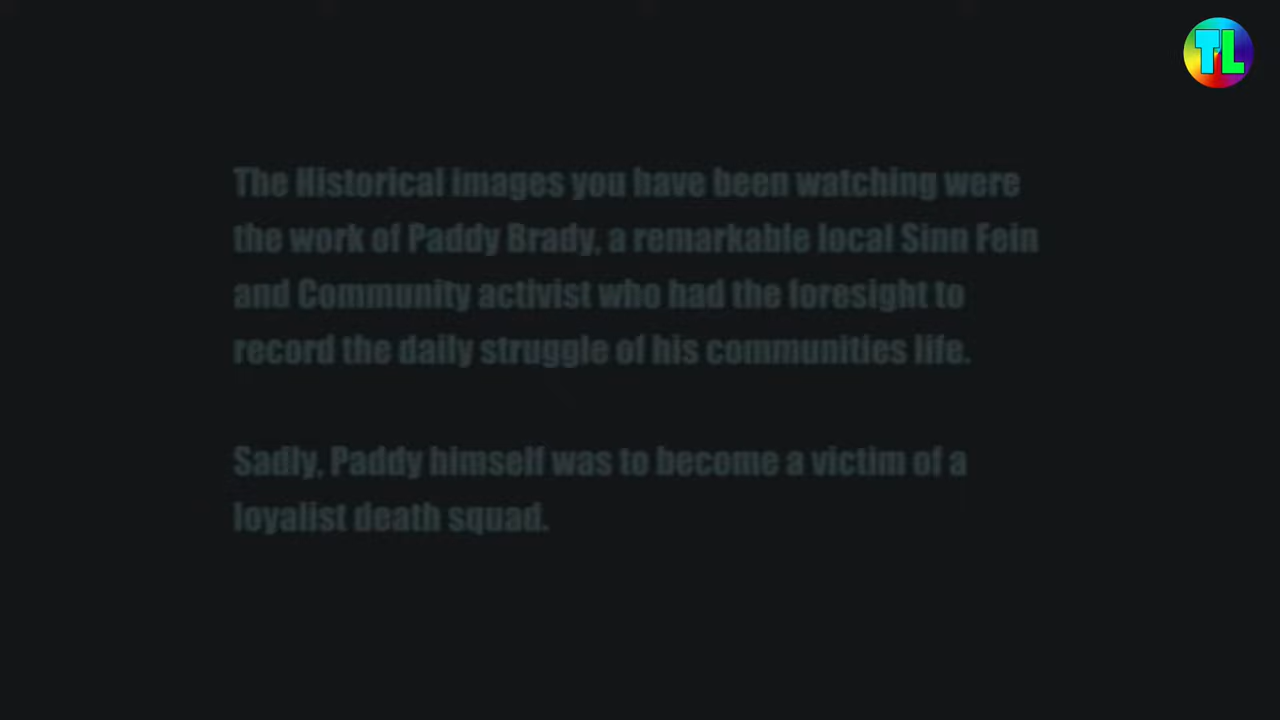 TL
The Historical images you have been watching were
the work of Paddy Brady, a remarkable local Sinn Fein
and Community activist who had the foresight to
record the daily struggle of his communities life.
Sadly, Paddy himself was to become a victim of a
loyalist death squad.